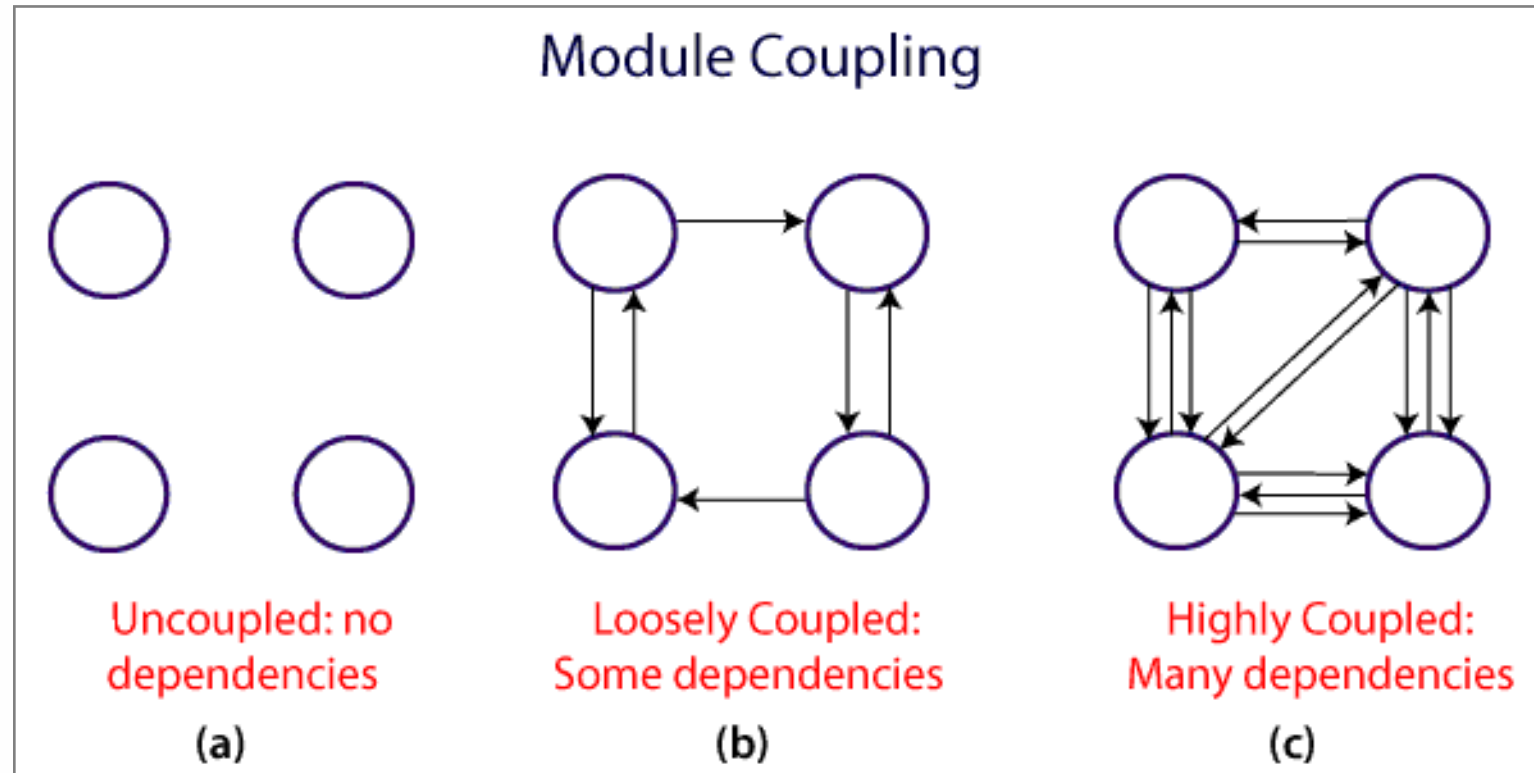 Module Coupling
Uncoupled: no
dependencies
(a)
Loosely Coupled:
Some dependencies
(b)
Highly Coupled:
Many dependencies
(c)